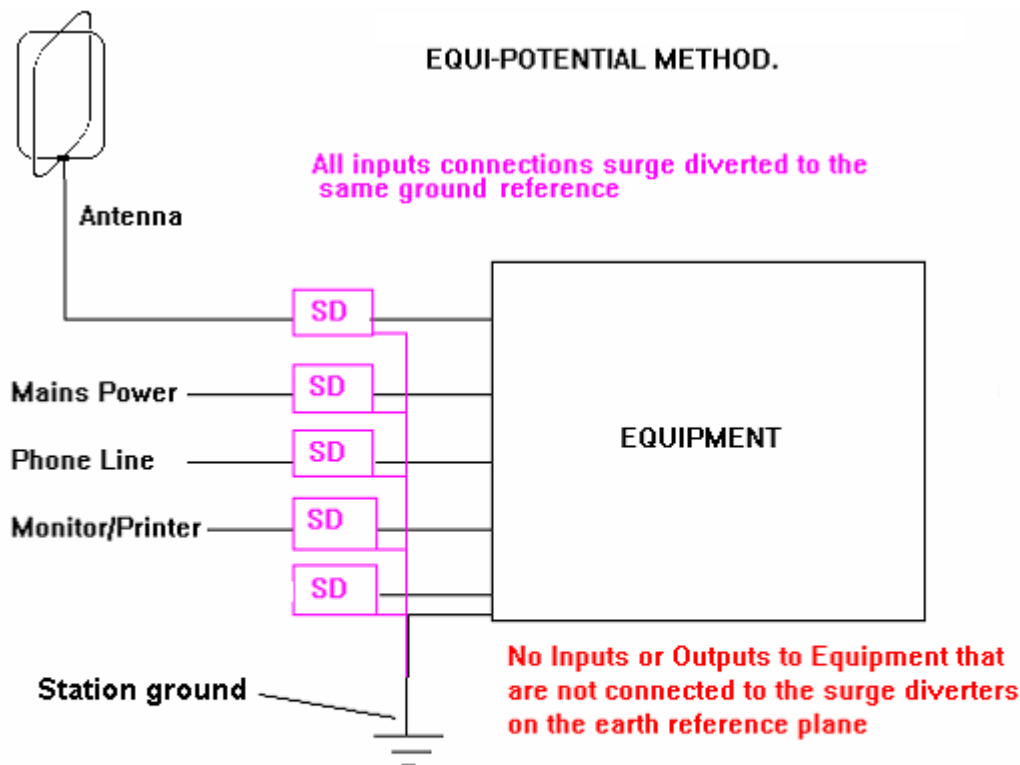 EQUI-POTENTIAL METHOD.
All inputs connections surge diverted to the
same ground reference
Antenna
SD
Mains Power
SD
Phone Line
SD
EQUIPMENT
Monitor/Printer
SD
SD
No Inputs or Outputs to Equipment that
are not connected to the surge diverters
on the earth reference plane
Station ground